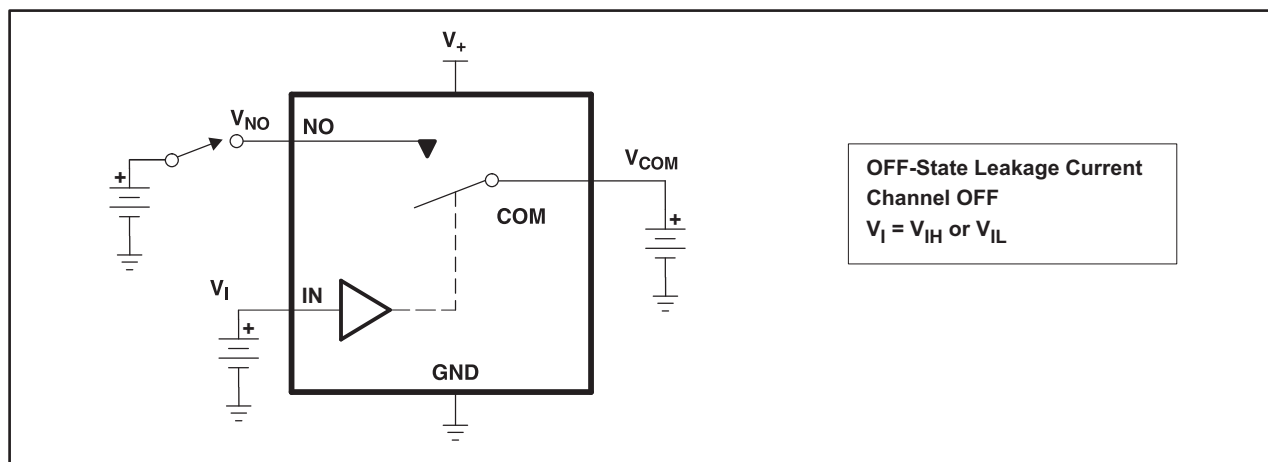 V+
VNO
NO
+
VCOM
COM
+
VI
IN
+
GND
OFF-State Leakage Current
Channel OFF
VI = VIH or VIL